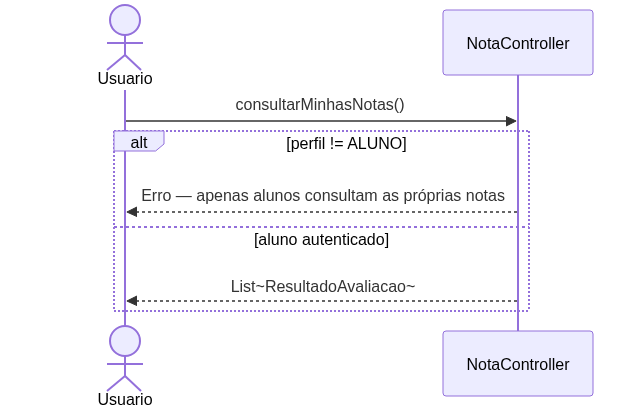 Usuario
NotaController
consultarMinhasNotas()
alt
[perfil != ALUNO]
Erro — apenas alunos consultam as próprias notas
[aluno autenticado]
List~ResultadoAvaliacao~
Usuario
NotaController